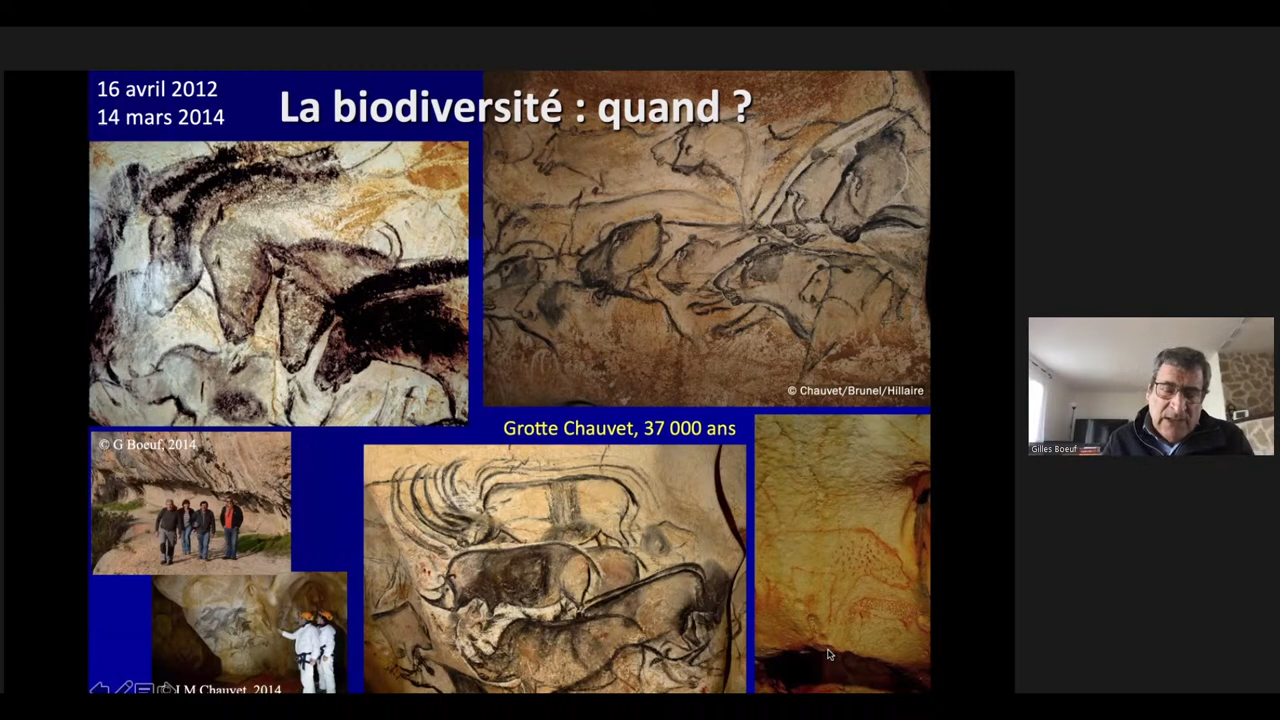 16 avril 2012
14 mars 2014
La biodiversité : quand ?
© Chauvet/Brunel/Hillaire
Grotte Chauvet, 37 000 ans
© G Boeuf, 2014
J M Chauvet, 2014
Gilles Boeuf